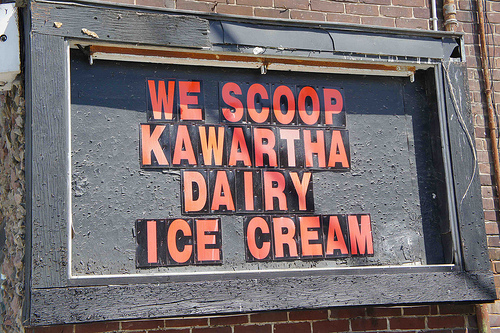 WE SCOOP
KAWARTHA
DAIRY
ICE CREAM